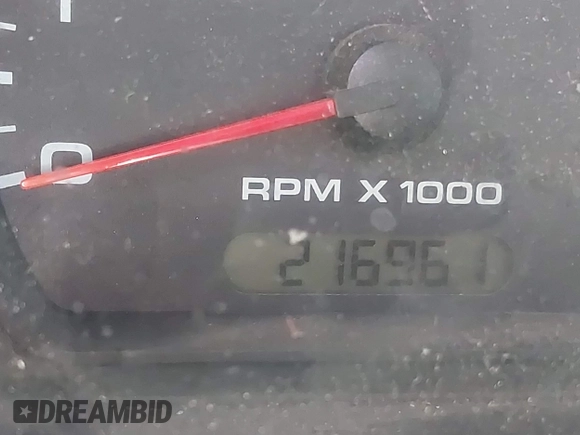 0
RPM X 1000
216961
DREAMBID